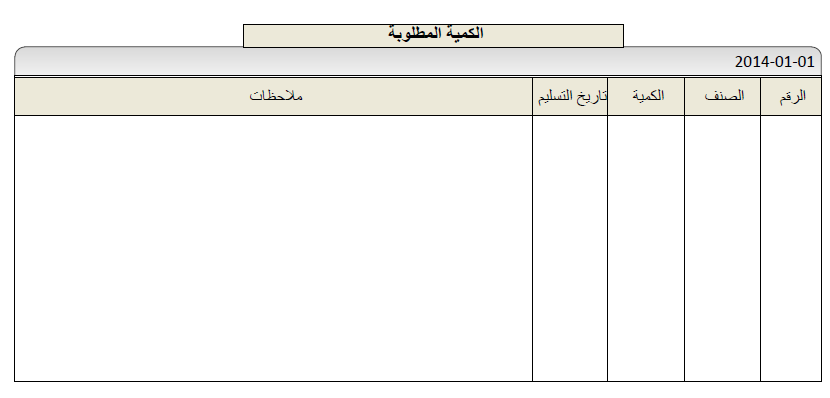 الكمية المطلوبة
2014-01-01
الرقم الصنف الكمية تاريخ التسليم ملاحظات